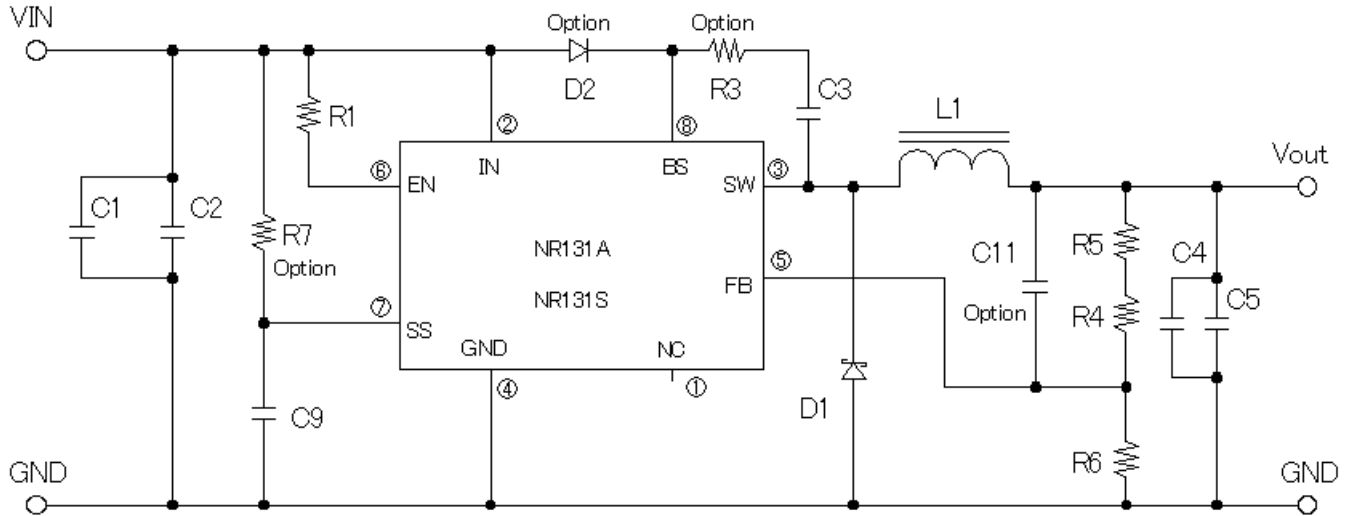 VIN
Option
Option
D2
R3
C3
R1
②
⑧
L1
Vout
⑥
EN
IN
BS
SW
③
C1
C2
R7
Option
NR131A
NR131S
⑤
FB
C11
Option
R5
R4
C4
C5
⑦
SS
GND
NC
④
①
D1
C9
R6
GND
GND